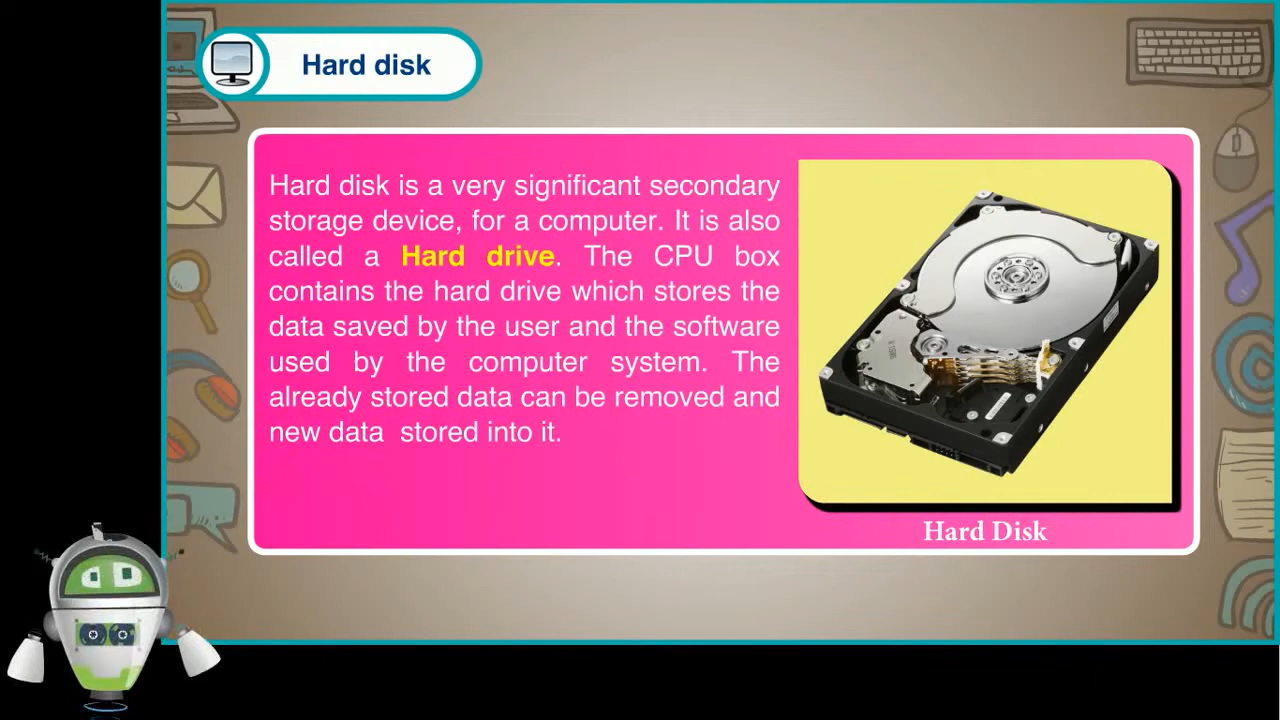 Hard disk
Hard disk is a very significant secondary
storage device, for a computer. It is also
called a Hard drive. The CPU box
contains the hard drive which stores the
data saved by the user and the software
used by the computer system. The
already stored data can be removed and
new data  stored into it.
Hard Disk